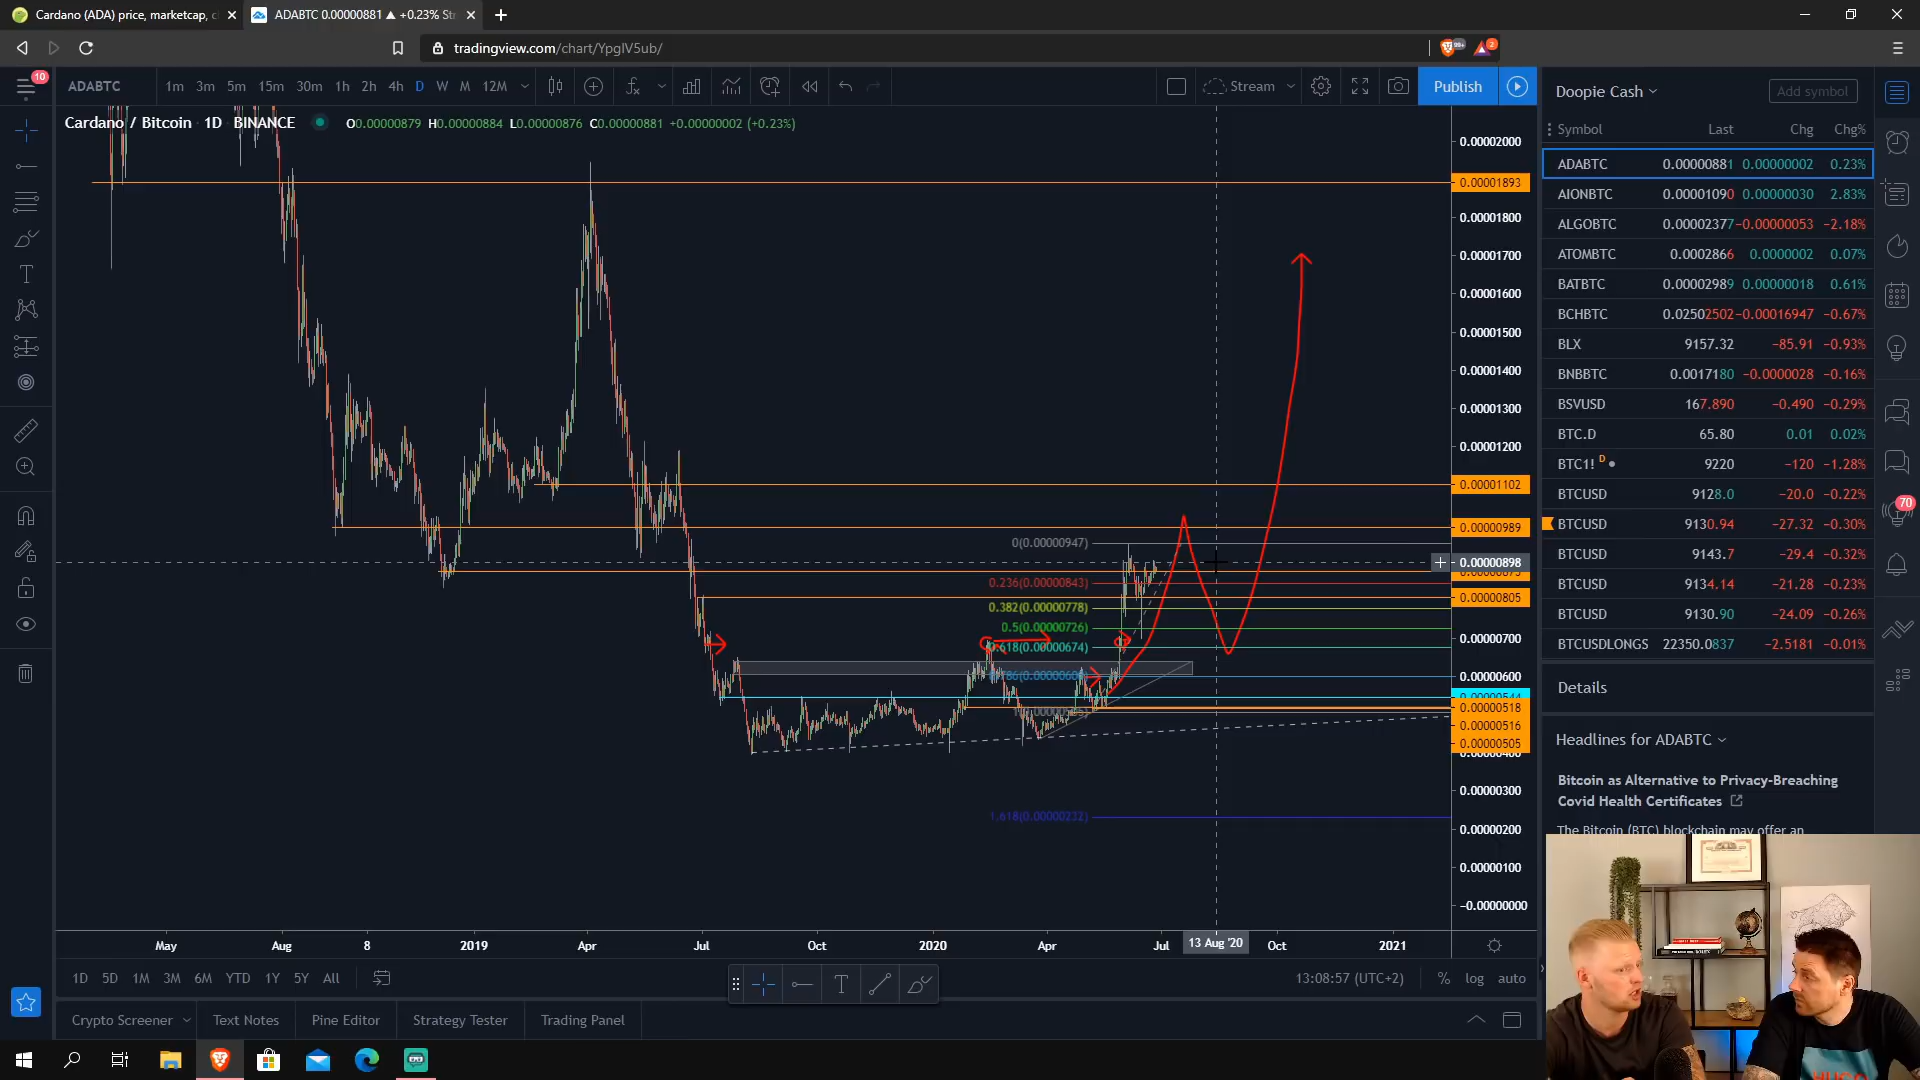 Cardano (ADA) price, marketcap, c
ADABTC 0.00000881 ▲ +0.23% St
tradingview.com/chart/YpgIV5ub/
99+
2
10
ADABTC
1m 3m 5m 15m 30m 1h 2h 4h D W M 12M
Stream
Publish
Cardano / Bitcoin 1D BINANCE
O0.00000879 H0.00000884 L0.00000876 C0.00000881 +0.00000002 (+0.23%)
0.00002000
0.00001893
0.00001800
0.00001700
0.00001600
0.00001500
0.00001400
0.00001300
0.00001200
0.00001102
0.00000989
0.00000898
0.00000805
0.00000700
0.00000600
0.00000544
0.00000518
0.00000516
0.00000505
0.00000300
0.00000200
0.00000100
−0.00000000
0(0.00000947)
0.236(0.00000843)
0.382(0.00000778)
0.5(0.00000726)
0.618(0.00000674)
1.618(0.00000232)
May Aug 8 2019 Apr Jul Oct 2020 Apr Jul 13 Aug '20 Oct 2021
1D 5D 1M 3M 6M YTD 1Y 5Y All
13:08:57 (UTC+2) % log auto
Crypto Screener Text Notes Pine Editor Strategy Tester Trading Panel
Doopie Cash
Add symbol
Symbol Last Chg Chg%
ADABTC 0.00000881 0.00000002 0.23%
AIONBTC 0.00001090 0.00000030 2.83%
ALGOBTC 0.00002377 −0.00000053 −2.18%
ATOMBTC 0.0002866 0.0000002 0.07%
BATBTC 0.00002989 0.00000018 0.61%
BCHBTC 0.02502502 −0.00016947 −0.67%
BLX 9157.32 −85.91 −0.93%
BNBBTC 0.0017180 −0.0000028 −0.16%
BSVUSD 167.890 −0.490 −0.29%
BTC.D 65.80 0.01 0.02%
BTC1! D 9220 −120 −1.28%
BTCUSD 9128.0 −20.0 −0.22%
BTCUSD 9130.94 −27.32 −0.30%
BTCUSD 9143.7 −29.4 −0.32%
BTCUSD 9134.14 −21.28 −0.23%
BTCUSD 9130.90 −24.09 −0.26%
BTCUSDLONGS 22350.0837 −2.5181 −0.01%
70
Details
Headlines for ADABTC
Bitcoin as Alternative to Privacy-Breaching
Covid Health Certificates
The Bitcoin (BTC) blockchain may offer an